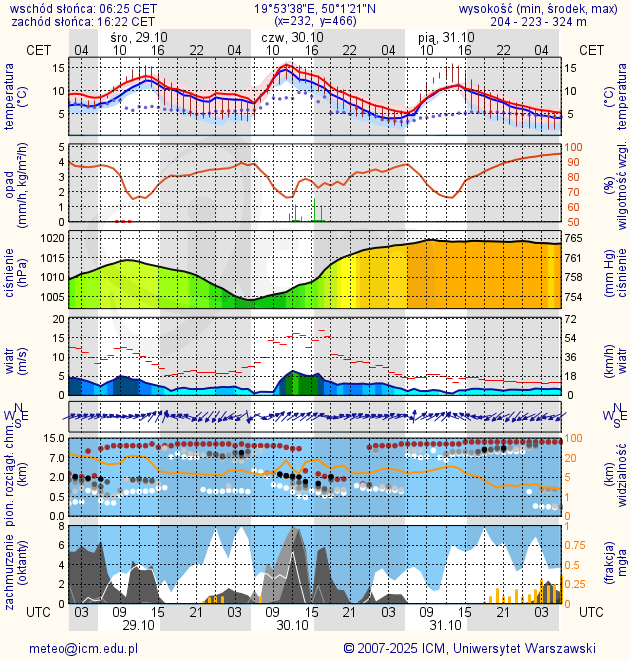 wschód słońca: 06:25 CET 19°53'38"E, 50°1'21"N wysokość (min, środek, max)
zachód słońca: 16:22 CET (x=232, y=466) 204 - 223 - 324 m
śro, 29.10 czw, 30.10 pią, 31.10
CET 04 10 16 22 04 10 16 22 04 10 16 22 04 CET
temperatura (°C) 15 10 5 15 10 5 temperatura (°C)
opad (mm/h, kg/m²/h) 5 4 3 2 1 0 100 90 80 70 60 50 (%) wilgotność wzgl.
ciśnienie (hPa) 1020 1015 1010 1005 765 761 758 754 (mm Hg) ciśnienie
wiatr (m/s) 20 15 10 5 0 72 54 36 18 0 (km/h) wiatr
N W E S N W E S
pion. rozciągł. chm. (km) 15.0 7.0 2.0 0.5 0.0 100 20 5 1 0 (km) widzialność
zachmurzenie (oktanty) 8 6 4 2 0 1 0.75 0.5 0.25 0 (frakcja) mgła
UTC 03 09 15 21 03 09 15 21 03 09 15 21 03 UTC
29.10 30.10 31.10
meteo@icm.edu.pl © 2007-2025 ICM, Uniwersytet Warszawski